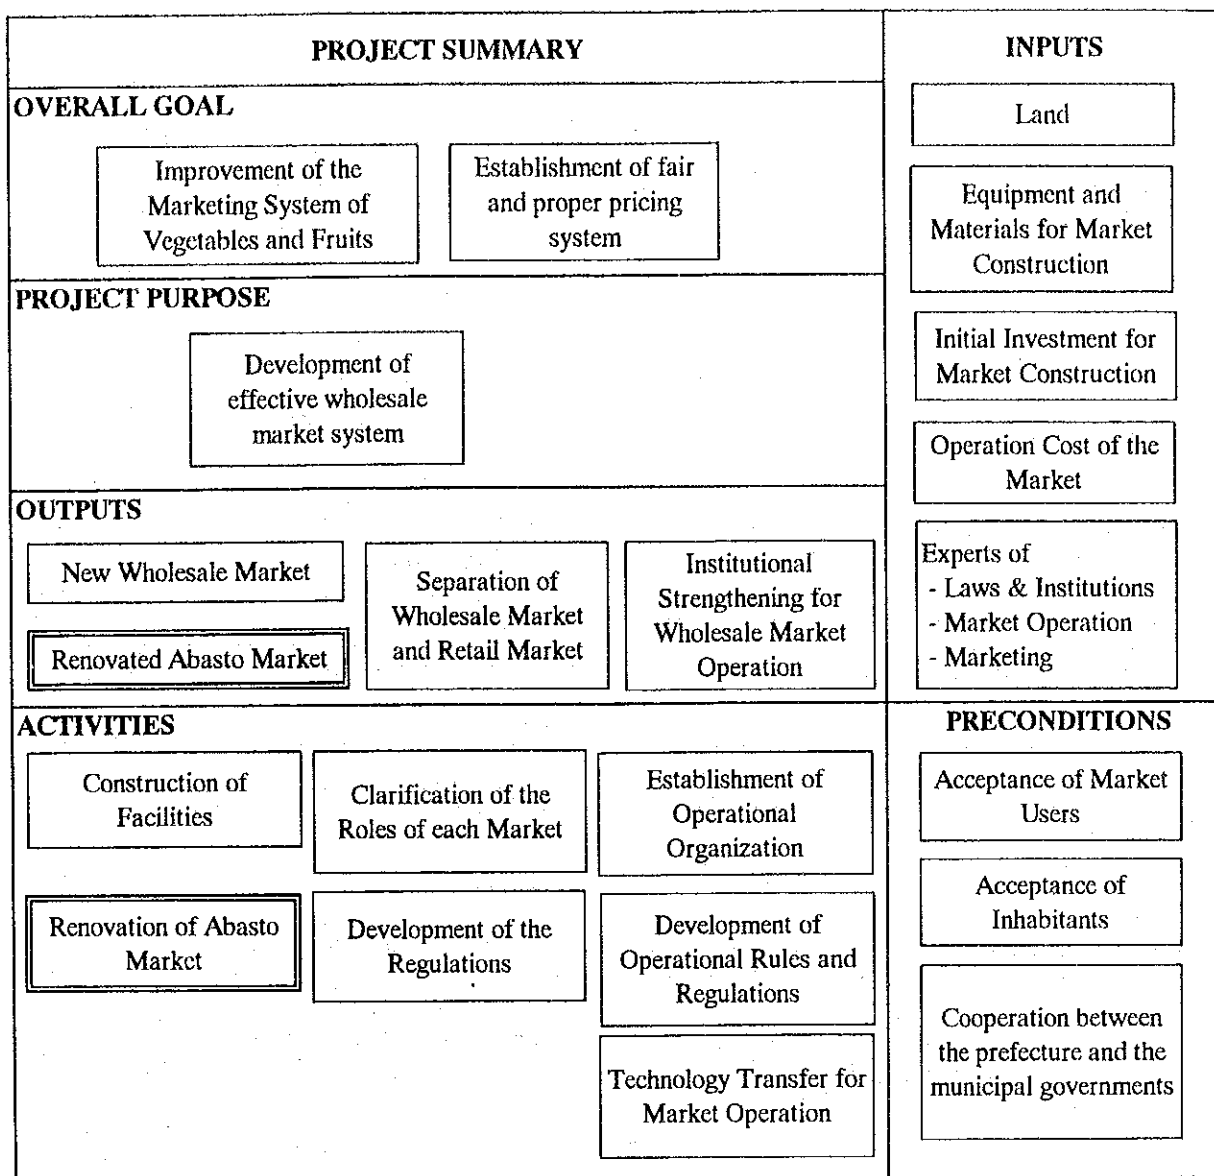 PROJECT SUMMARY
OVERALL GOAL
Improvement of the
Marketing System of
Vegetables and Fruits
Establishment of fair
and proper pricing
system
PROJECT PURPOSE
Development of
effective wholesale
market system
OUTPUTS
New Wholesale Market
Renovated Abasto Market
Separation of
Wholesale Market
and Retail Market
Institutional
Strengthening for
Wholesale Market
Operation
ACTIVITIES
Construction of
Facilities
Clarification of the
Roles of each Market
Establishment of
Operational
Organization
Renovation of Abasto
Market
Development of the
Regulations
Development of
Operational Rules and
Regulations
Technology Transfer for
Market Operation
INPUTS
Land
Equipment and
Materials for Market
Construction
Initial Investment for
Market Construction
Operation Cost of the
Market
Experts of
- Laws & Institutions
- Market Operation
- Marketing
PRECONDITIONS
Acceptance of Market
Users
Acceptance of
Inhabitants
Cooperation between
the prefecture and the
municipal governments